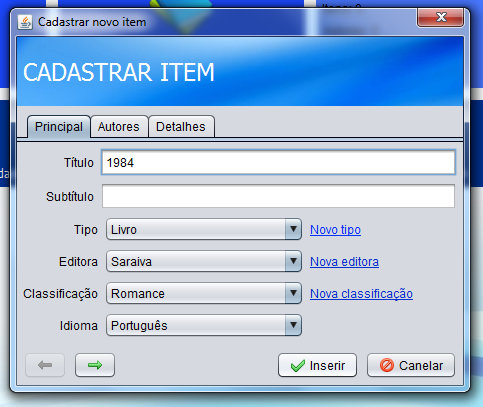 Cadastrar novo item
CADASTRAR ITEM
Principal Autores Detalhes
Título 1984
Subtítulo
Tipo Livro Novo tipo
Editora Saraiva Nova editora
Classificação Romance Nova classificação
Idioma Português
Inserir Canelar